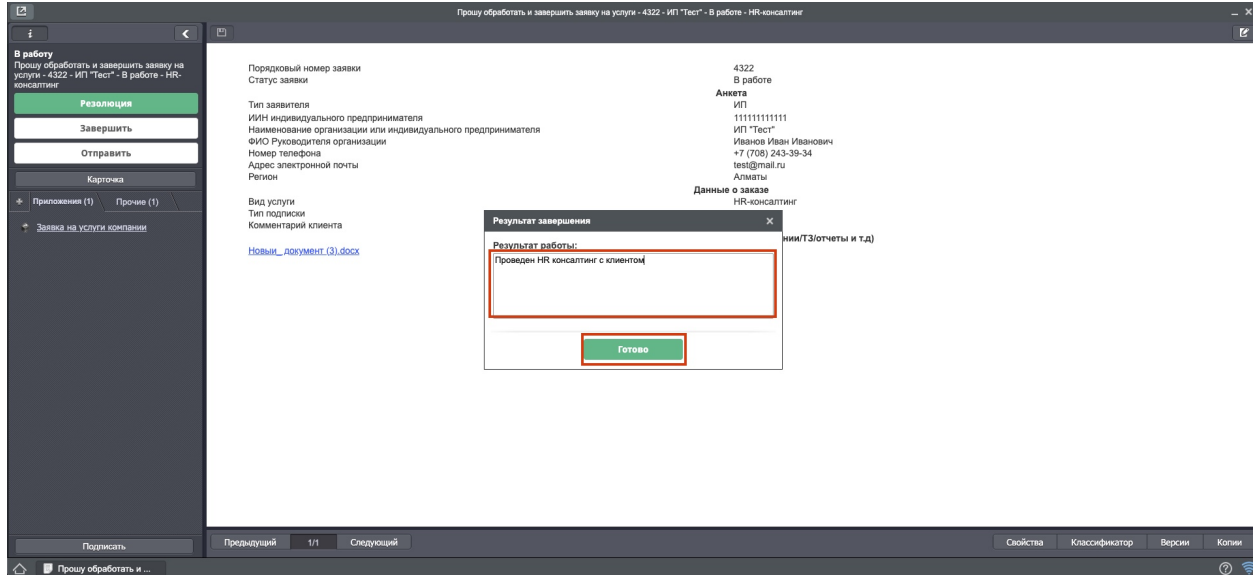 Прошу обработать и завершить заявку на услуги - 4322 - ИП "Тест" - В работе - HR-консалтинг
i
В работу
Прошу обработать и завершить заявку на
услуги - 4322 - ИП "Тест" - В работе - HR-
консалтинг
Резолюция
Завершить
Отправить
Карточка
+ Приложения (1) Прочие (1)
Заявка на услуги компании
Подписать
Порядковый номер заявки 4322
Статус заявки В работе
Анкета
Тип заявителя ИП
ИИН индивидуального предпринимателя 111111111111
Наименование организации или индивидуального предпринимателя ИП "Тест"
ФИО Руководителя организации Иванов Иван Иванович
Номер телефона +7 (708) 243-39-34
Адрес электронной почты test@mail.ru
Регион Алматы
Данные о заказе
Вид услуги HR-консалтинг
Тип подписки
Комментарий клиента
нии/ТЗ/отчеты и т.д)
Новыи_ документ (3).docx
Результат завершения
Результат работы:
Проведен HR консалтинг с клиентом
Готово
Предыдущий 1/1 Следующий Свойства Классификатор Версии Копии
Прошу обработать и ...